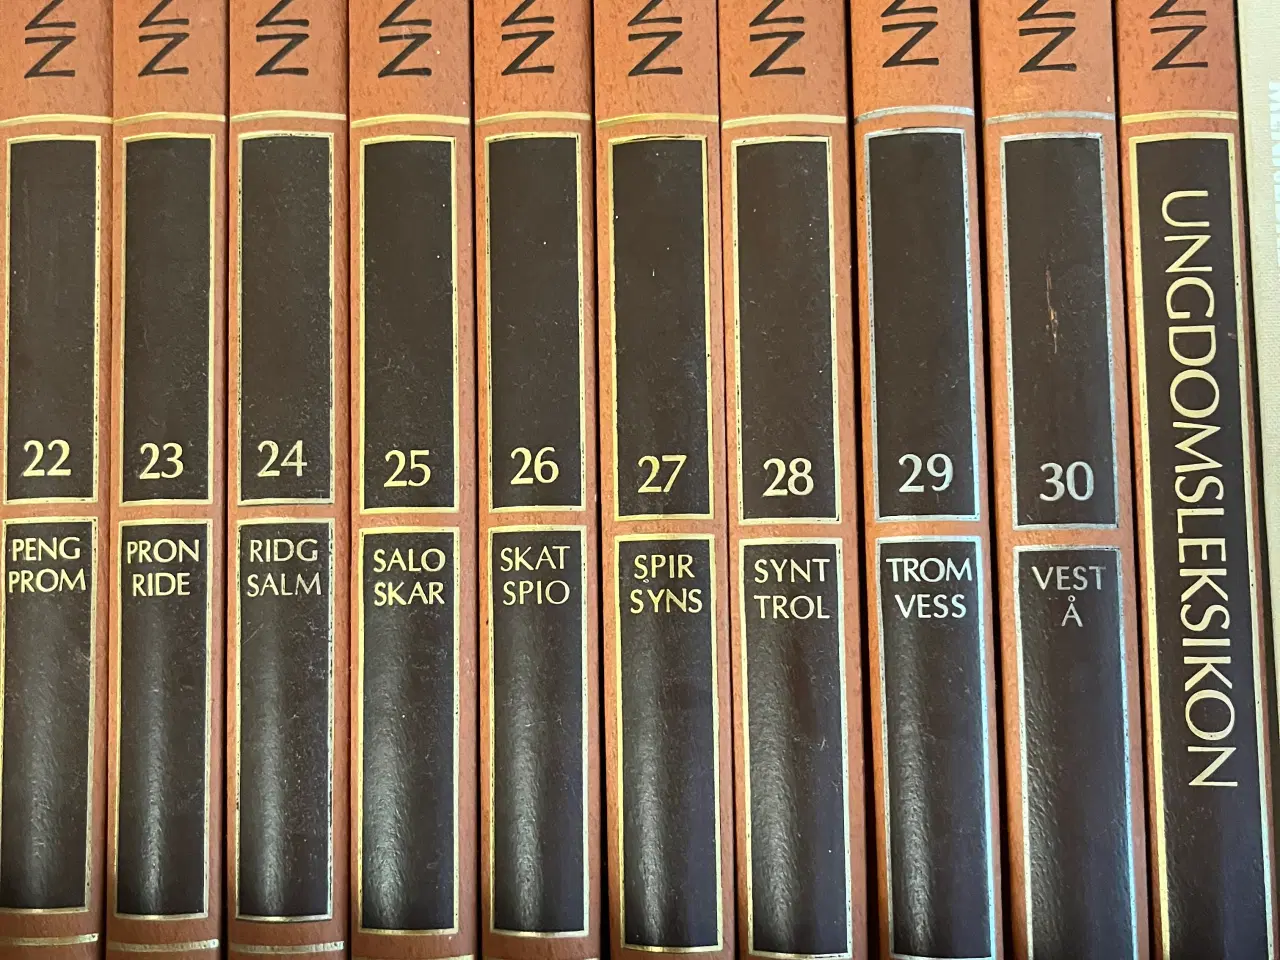 22
PENG
PROM
23
PRON
RIDE
24
RIDG
SALM
25
SALO
SKAR
26
SKAT
SPIO
27
SPIR
SYNS
28
SYNT
TROL
29
TROM
VESS
30
VEST
Å
UNGDOMSLEKSIKON